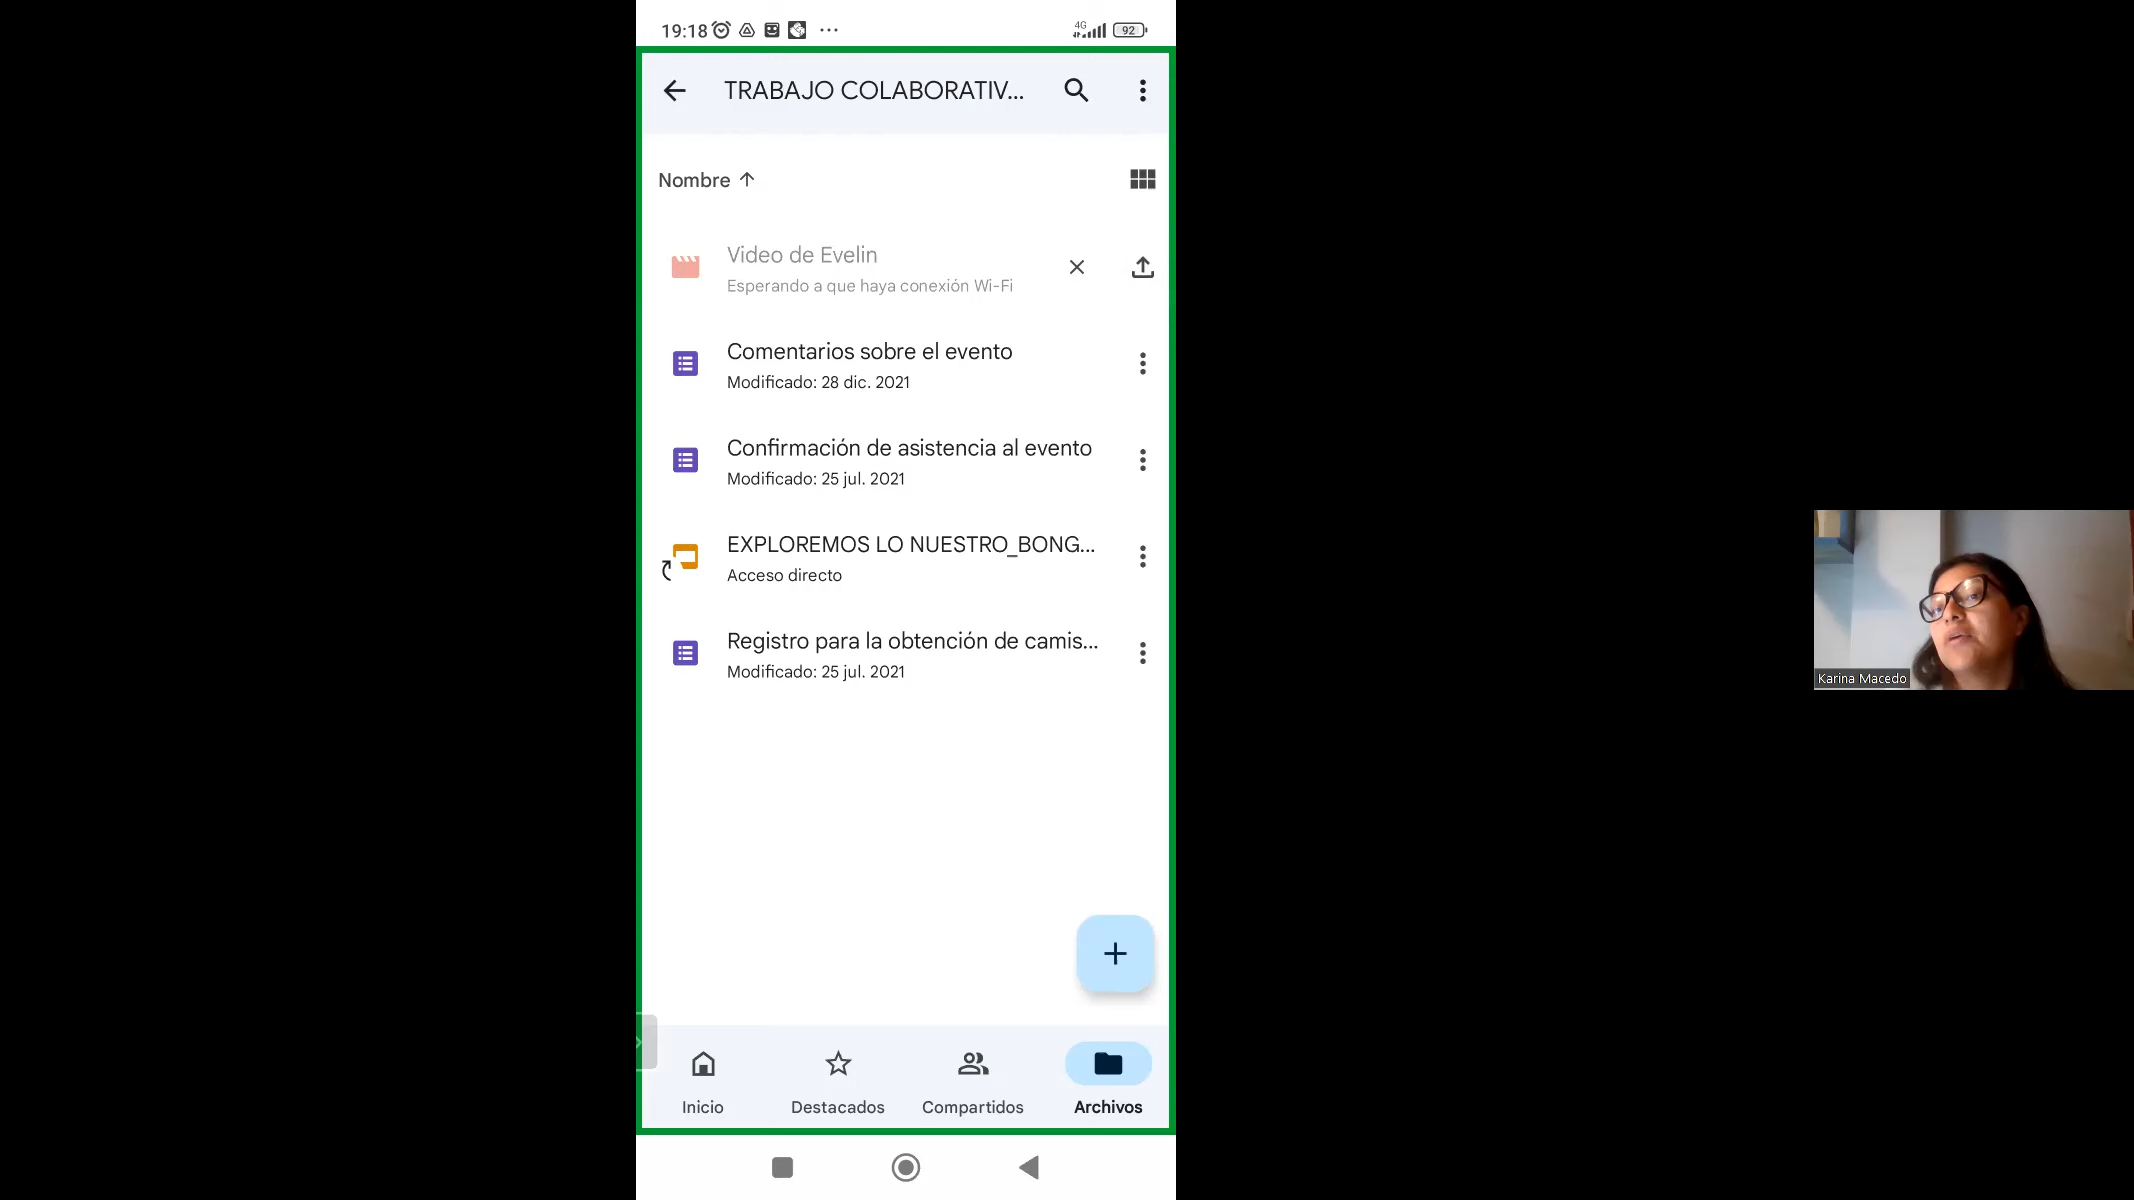 19:18
4G
92
TRABAJO COLABORATIV...
Nombre
Video de Evelin
Esperando a que haya conexión Wi-Fi
Comentarios sobre el evento
Modificado: 28 dic. 2021
Confirmación de asistencia al evento
Modificado: 25 jul. 2021
EXPLOREMOS LO NUESTRO_BONG...
Acceso directo
Registro para la obtención de camis...
Modificado: 25 jul. 2021
Karina Macedo
Inicio
Destacados
Compartidos
Archivos